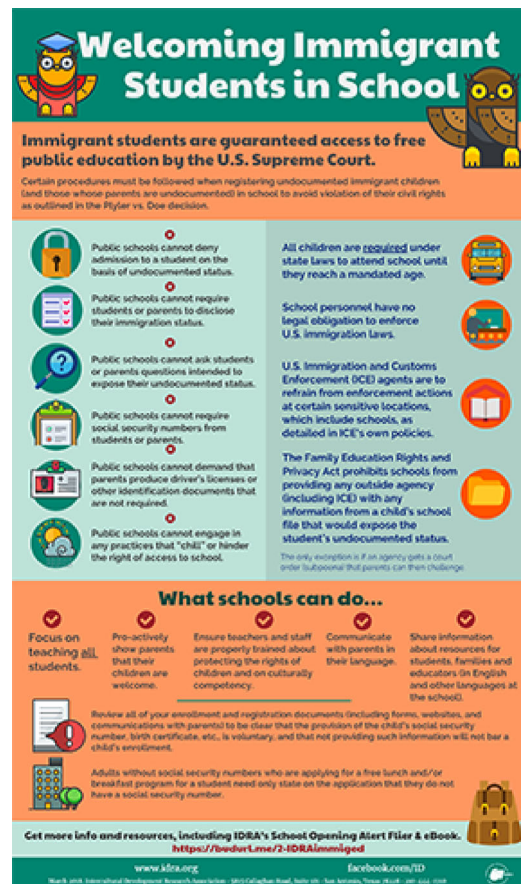 Welcoming Immigrant
Students in School
Immigrant students are guaranteed access to free
public education by the U.S. Supreme Court.
Certain procedures must be followed when registering undocumented immigrant children
(and those whose parents are undocumented) in school to avoid violation of their civil rights
as outlined in the Plyler vs. Doe decision.
Public schools cannot deny
admission to a student on the
basis of undocumented status.
Public schools cannot require
students or parents to disclose
their immigration status.
Public schools cannot ask students
or parents questions intended to
expose their undocumented status.
Public schools cannot require
social security numbers from
students or parents.
Public schools cannot demand that
parents produce driver's licenses or
other identification documents that
are not required.
Public schools cannot engage in
any practices that "chill" or hinder
the right of access to school.
All children are required under
state laws to attend school until
they reach a mandated age.
School personnel have no
legal obligation to enforce
U.S. immigration laws.
U.S. Immigration and Customs
Enforcement (ICE) agents are to
refrain from enforcement actions
at certain sensitive locations,
which include schools, as
detailed in ICE's own policies.
The Family Education Rights and
Privacy Act prohibits schools from
providing any outside agency
(including ICE) with any
information from a child's school
file that would expose the
student's undocumented status.
The only exception is if an agency gets a court
order (subpoena) that parents can then challenge.
What schools can do...
Focus on
teaching all
students.
Pro-actively
show parents
that their
children are
welcome.
Ensure teachers and staff
are properly trained about
protecting the rights of
children and on culturally
competency.
Communicate
with parents in
their language.
Share information
about resources for
students, families and
educators (in English
and other languages at
the school).
Review all of your enrollment and registration documents (including forms, websites, and
communications with parents) to be clear that the provision of the child's social security
number, birth certificate, etc., is voluntary, and that not providing such information will not bar a
child's enrollment.
Adults without social security numbers who are applying for a free lunch and/or
breakfast program for a student need only state on the application that they do not
have a social security number.
Get more info and resources, including IDRA's School Opening Alert Flier & eBook.
https://budurl.me/2-IDRAimmiged
www.idra.org
facebook.com/ID
March 2018, Intercultural Development Research Association - 5815 Callaghan Road, Suite 101 - San Antonio, Texas 78228